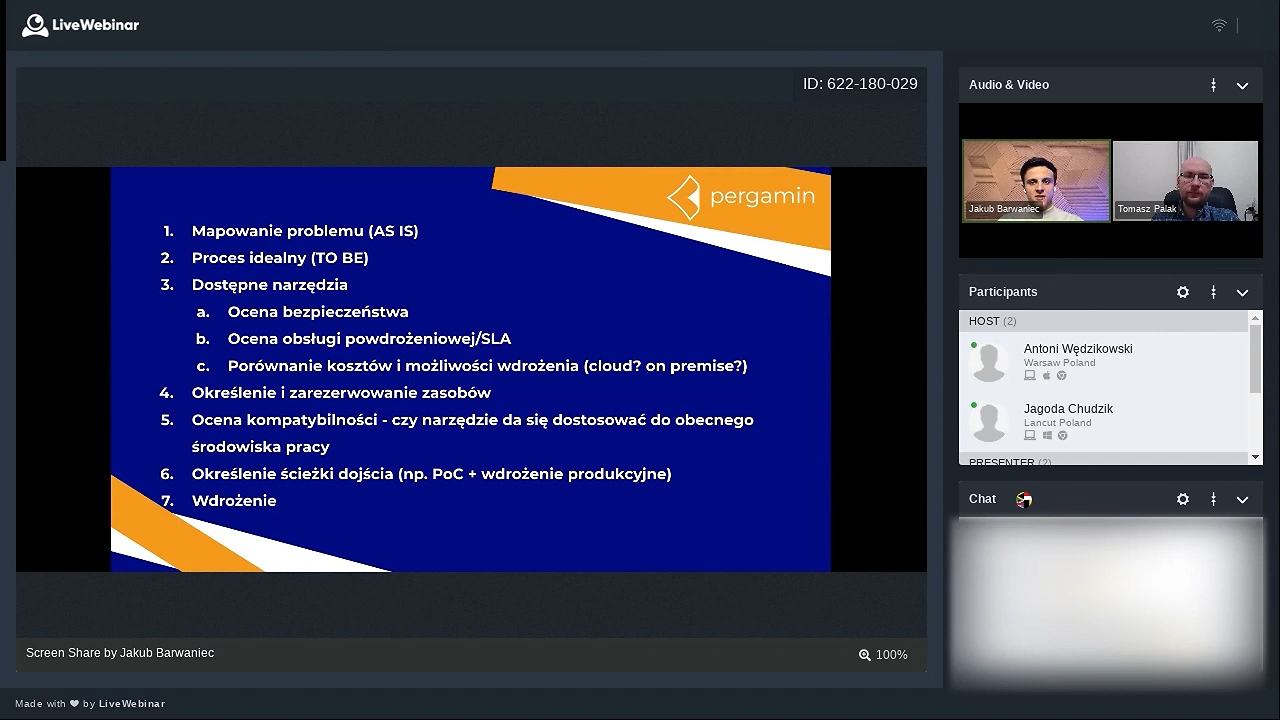 LiveWebinar
ID: 622-180-029
pergamin
1. Mapowanie problemu (AS IS)
2. Proces idealny (TO BE)
3. Dostępne narzędzia
a. Ocena bezpieczeństwa
b. Ocena obsługi powdrożeniowej/SLA
c. Porównanie kosztów i możliwości wdrożenia (cloud? on premise?)
4. Określenie i zarezerwowanie zasobów
5. Ocena kompatybilności - czy narzędzie da się dostosować do obecnego
środowiska pracy
6. Określenie ścieżki dojścia (np. PoC + wdrożenie produkcyjne)
7. Wdrożenie
Screen Share by Jakub Barwaniec
100%
Audio & Video
Jakub Barwaniec
Tomasz Palak
Participants
HOST (2)
Antoni Wędzikowski
Warsaw Poland
Jagoda Chudzik
Lancut Poland
PRESENTER (2)
Chat
Made with ❤ by LiveWebinar